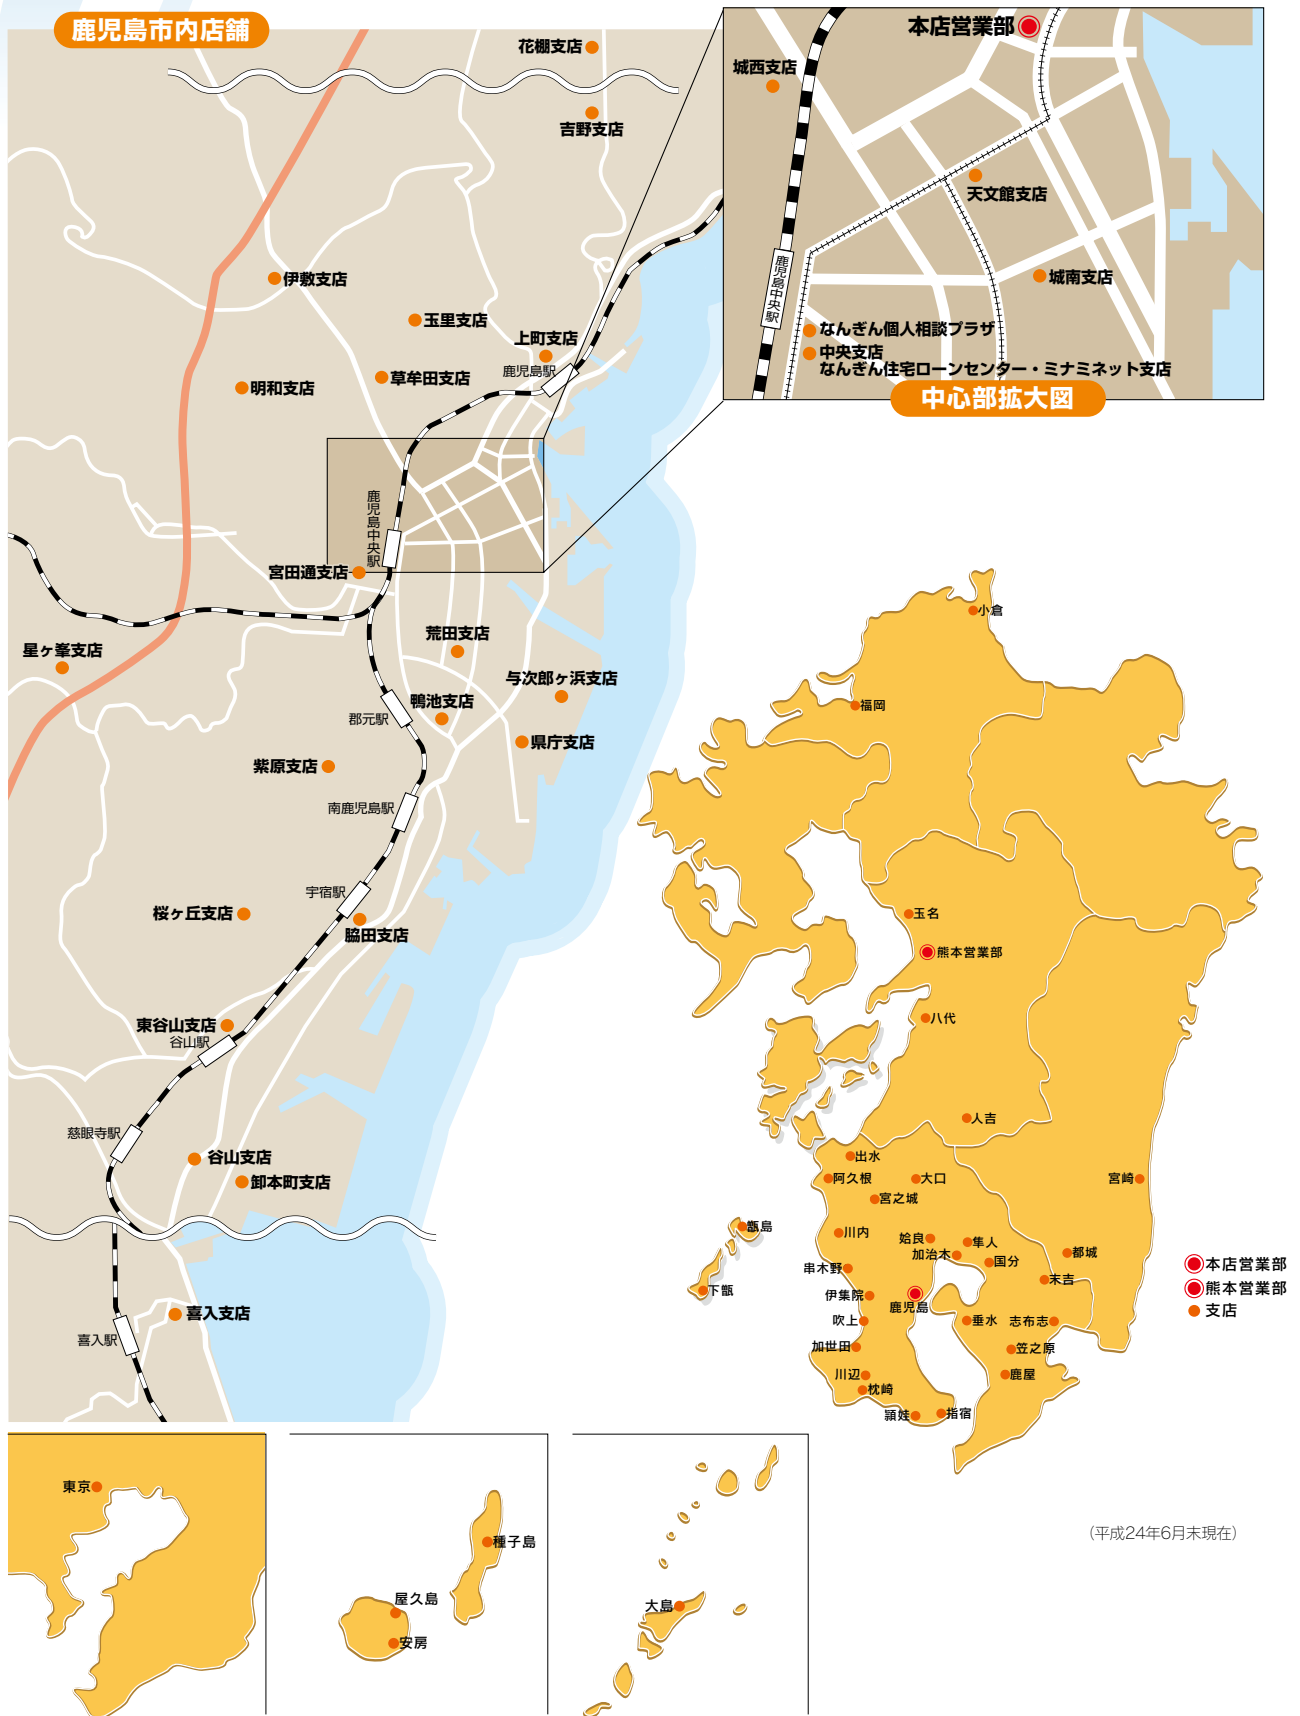 鹿児島市内店舗
花棚支店
吉野支店
伊敷支店
玉里支店
上町支店
鹿児島駅
草牟田支店
明和支店
鹿児島中央駅
宮田通支店
荒田支店
星ヶ峯支店
与次郎ヶ浜支店
鴨池支店
郡元駅
県庁支店
紫原支店
南鹿児島駅
宇宿駅
桜ヶ丘支店
脇田支店
東谷山支店
谷山駅
慈眼寺駅
谷山支店
卸本町支店
喜入支店
喜入駅
本店営業部
城西支店
天文館支店
城南支店
鹿児島中央駅
なんぎん個人相談プラザ
中央支店
なんぎん住宅ローンセンター・ミナミネット支店
中心部拡大図
小倉
福岡
玉名
熊本営業部
八代
人吉
出水
阿久根
大口
宮之城
宮崎
甑島
川内
姶良
隼人
加治木
国分
都城
串木野
末吉
下甑
伊集院
鹿児島
吹上
垂水
志布志
加世田
笠之原
川辺
鹿屋
枕崎
頴娃
指宿
本店営業部
熊本営業部
支店
東京
種子島
屋久島
安房
大島
（平成24年6月末現在）